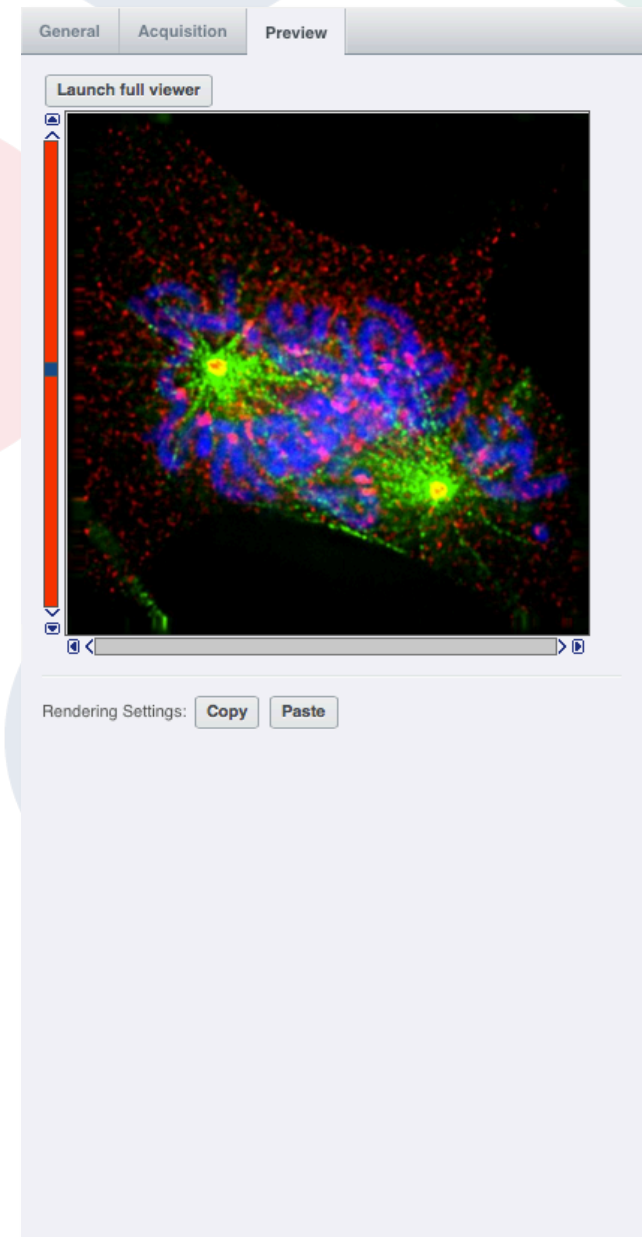 General Acquisition Preview
Launch full viewer
Rendering Settings: Copy Paste